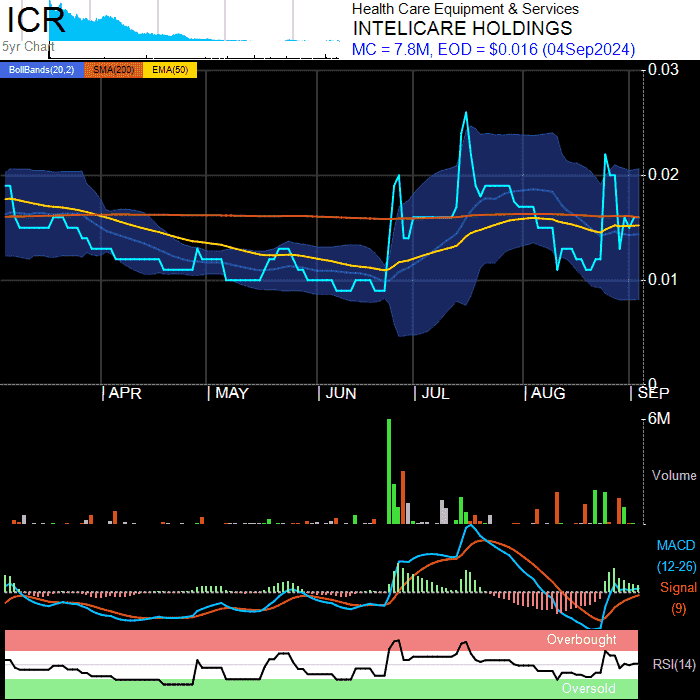 ICR
5yr Chart
Health Care Equipment & Services
INTELICARE HOLDINGS
MC = 7.8M, EOD = $0.016 (04Sep2024)
BollBands(20,2) SMA(200) EMA(50)
0.03
0.02
0.01
0
APR MAY JUN JUL AUG SEP
6M
Volume
MACD
(12-26)
Signal
(9)
Overbought
RSI(14)
Oversold